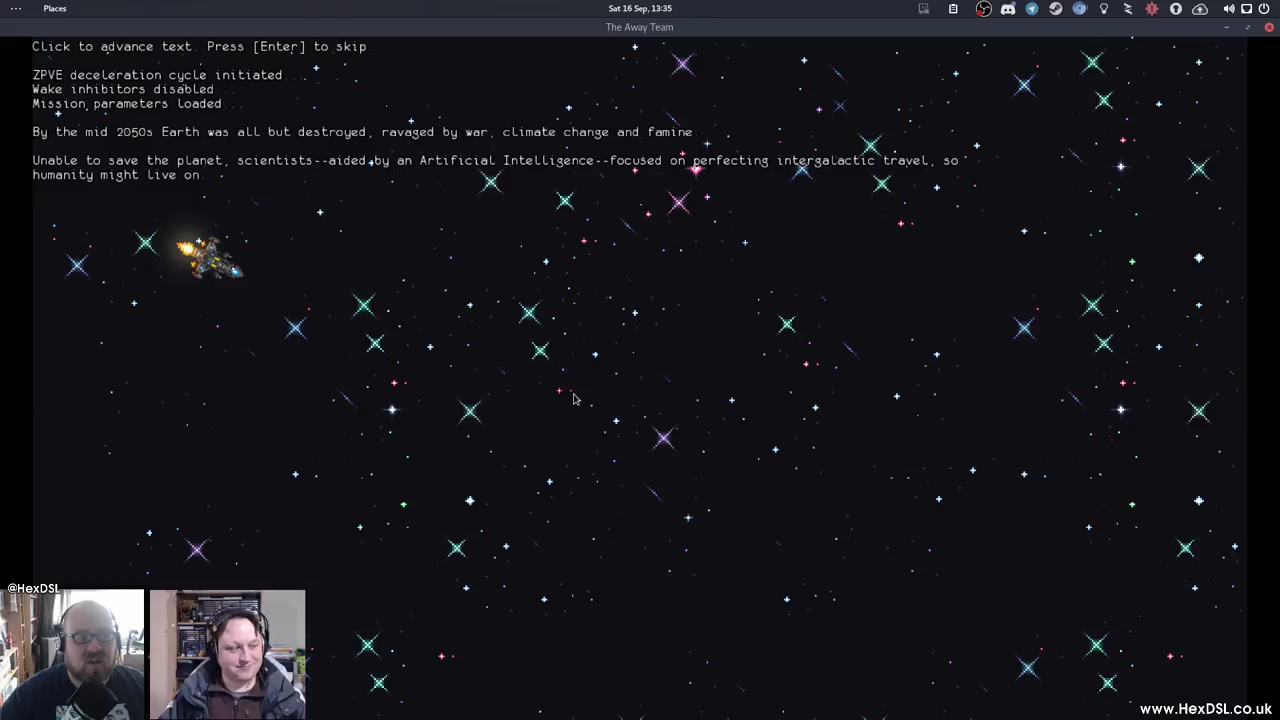 Places
Sat 16 Sep, 13:35
The Away Team
Click to advance text. Press [Enter] to skip
ZPVE deceleration cycle initiated
Wake inhibitors disabled
Mission parameters loaded
By the mid 2050s Earth was all but destroyed, ravaged by war, climate change and famine
Unable to save the planet, scientists--aided by an Artificial Intelligence--focused on perfecting intergalactic travel, so
humanity might live on
@HexDSL
www.HexDSL.co.uk